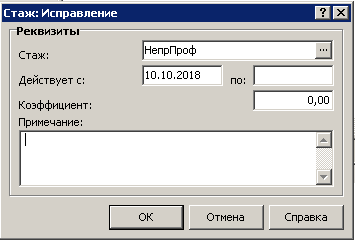 Стаж: Исправление
Реквизиты
Стаж: НепрПроф ...
Действует с: 10.10.2018 по:
Коэффициент: 0,00
Примечание:
ОК Отмена Справка